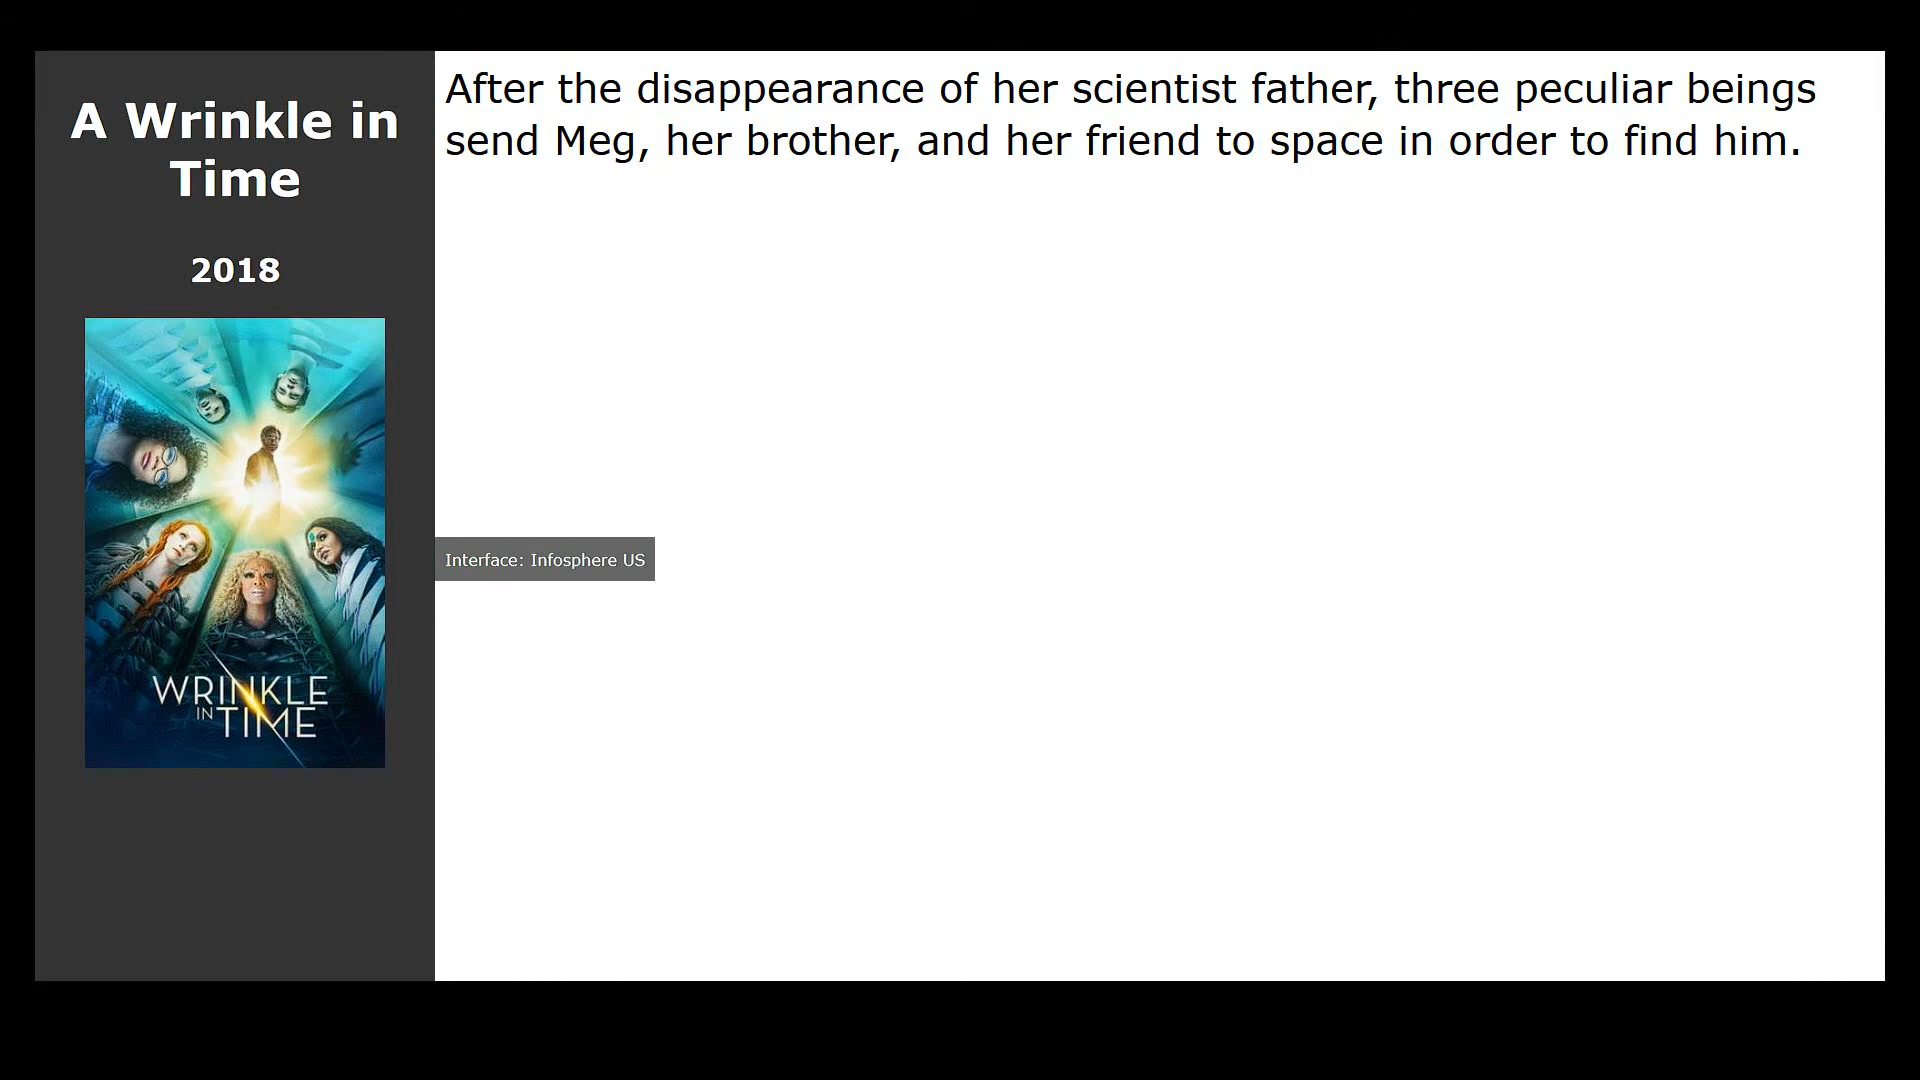 A Wrinkle in
Time
2018
WRINKLE
IN TIME
After the disappearance of her scientist father, three peculiar beings
send Meg, her brother, and her friend to space in order to find him.
Interface: Infosphere US